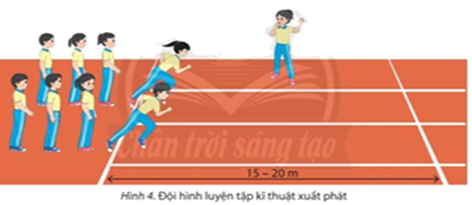 Chân trời sáng tạo
15 – 20 m
Hình 4. Đội hình luyện tập kĩ thuật xuất phát